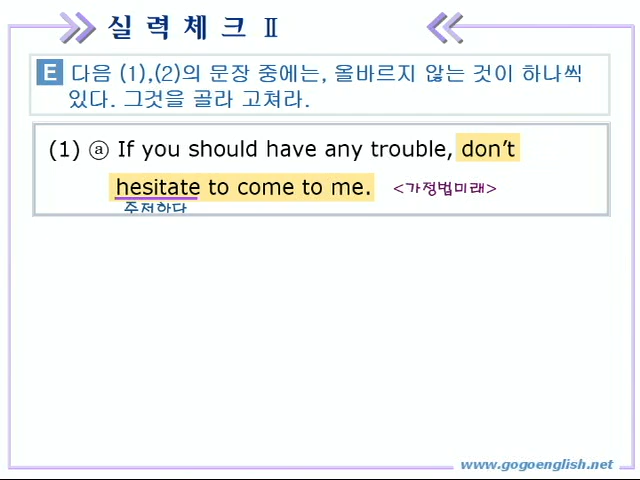 실 력 체 크 Ⅱ
E 다음 (1),(2)의 문장 중에는, 올바르지 않는 것이 하나씩
있다. 그것을 골라 고쳐라.
(1) ⓐ If you should have any trouble, don't
hesitate to come to me. <가정법미래>
주저하다
www.gogoenglish.net